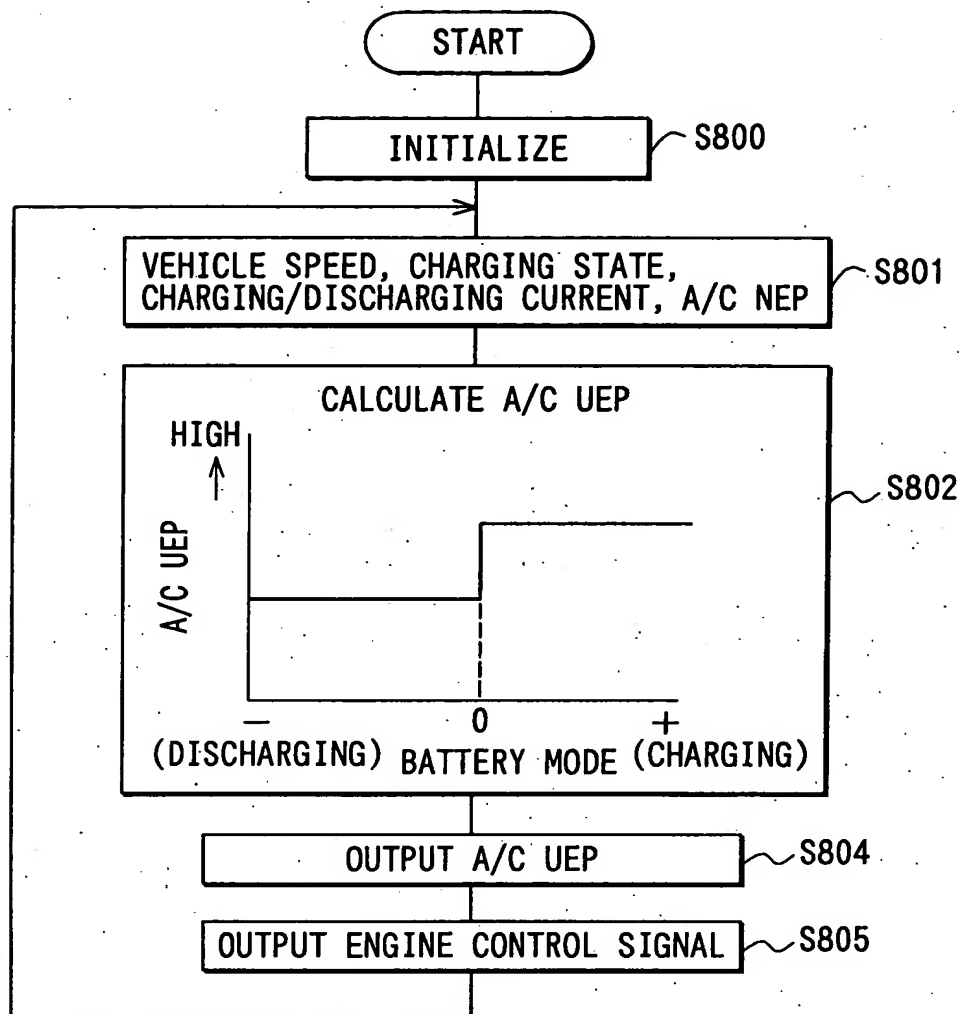 START
INITIALIZE
S800
VEHICLE SPEED, CHARGING STATE,
CHARGING/DISCHARGING CURRENT, A/C NEP
S801
CALCULATE A/C UEP
HIGH
A/C UEP
S802
− 0 +
(DISCHARGING) BATTERY MODE (CHARGING)
OUTPUT A/C UEP
S804
OUTPUT ENGINE CONTROL SIGNAL
S805